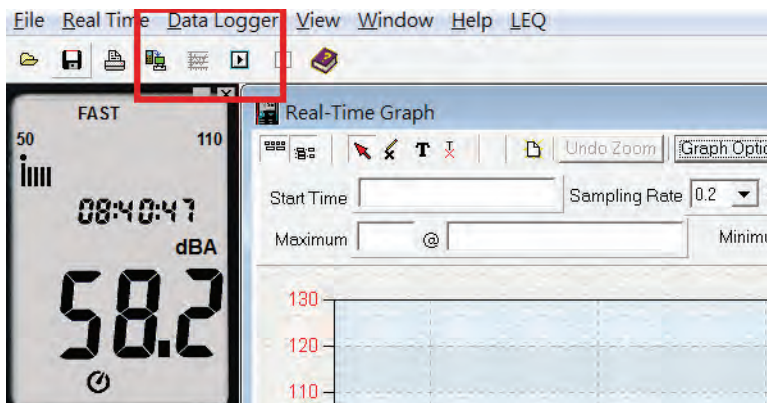 File Real Time Data Logger View Window Help LEQ
FAST
50 110
08:40:47
dBA
58.2
Real-Time Graph
T T Undo Zoom Graph Optic
Start Time Sampling Rate 0.2
Maximum @ Minimu
130
120
110